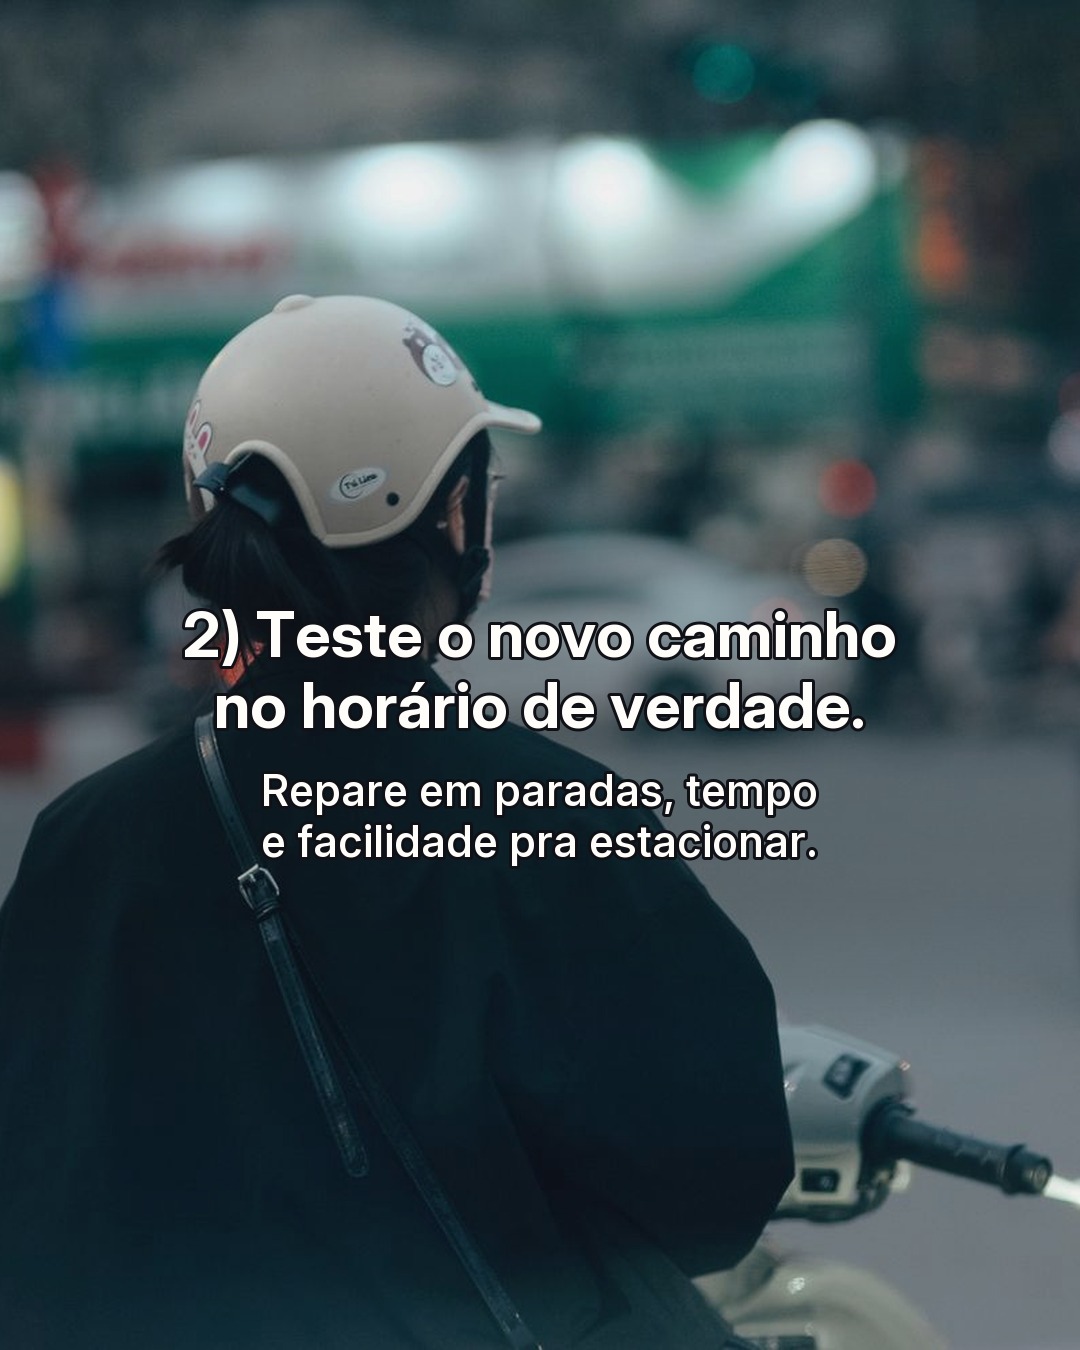 2) Teste o novo caminho
no horário de verdade.
Repare em paradas, tempo
e facilidade pra estacionar.